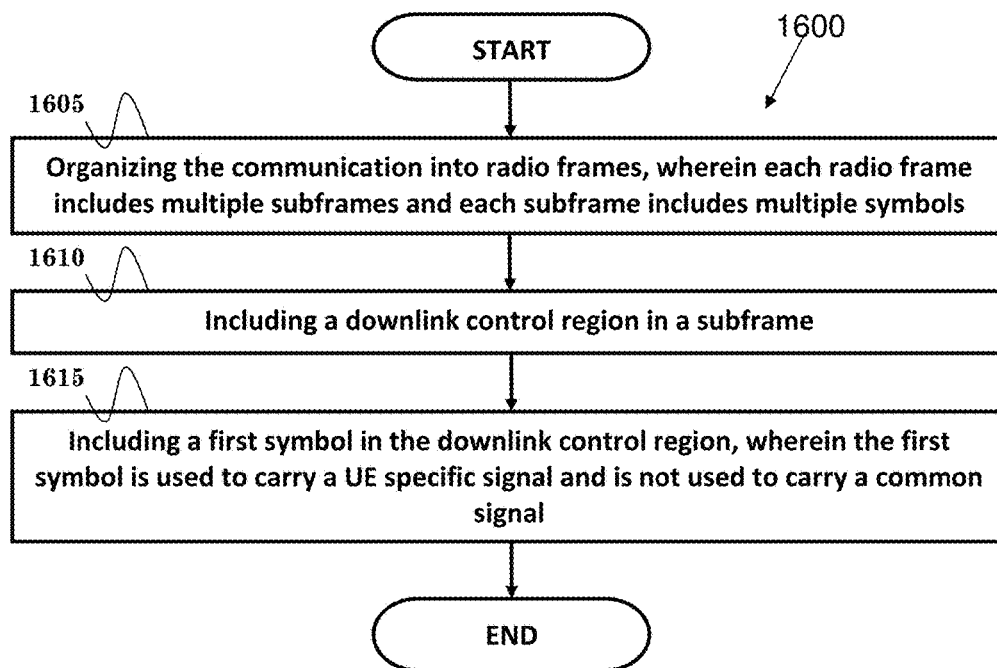 START
1600
1605
Organizing the communication into radio frames, wherein each radio frame
includes multiple subframes and each subframe includes multiple symbols
1610
Including a downlink control region in a subframe
1615
Including a first symbol in the downlink control region, wherein the first
symbol is used to carry a UE specific signal and is not used to carry a common
signal
END